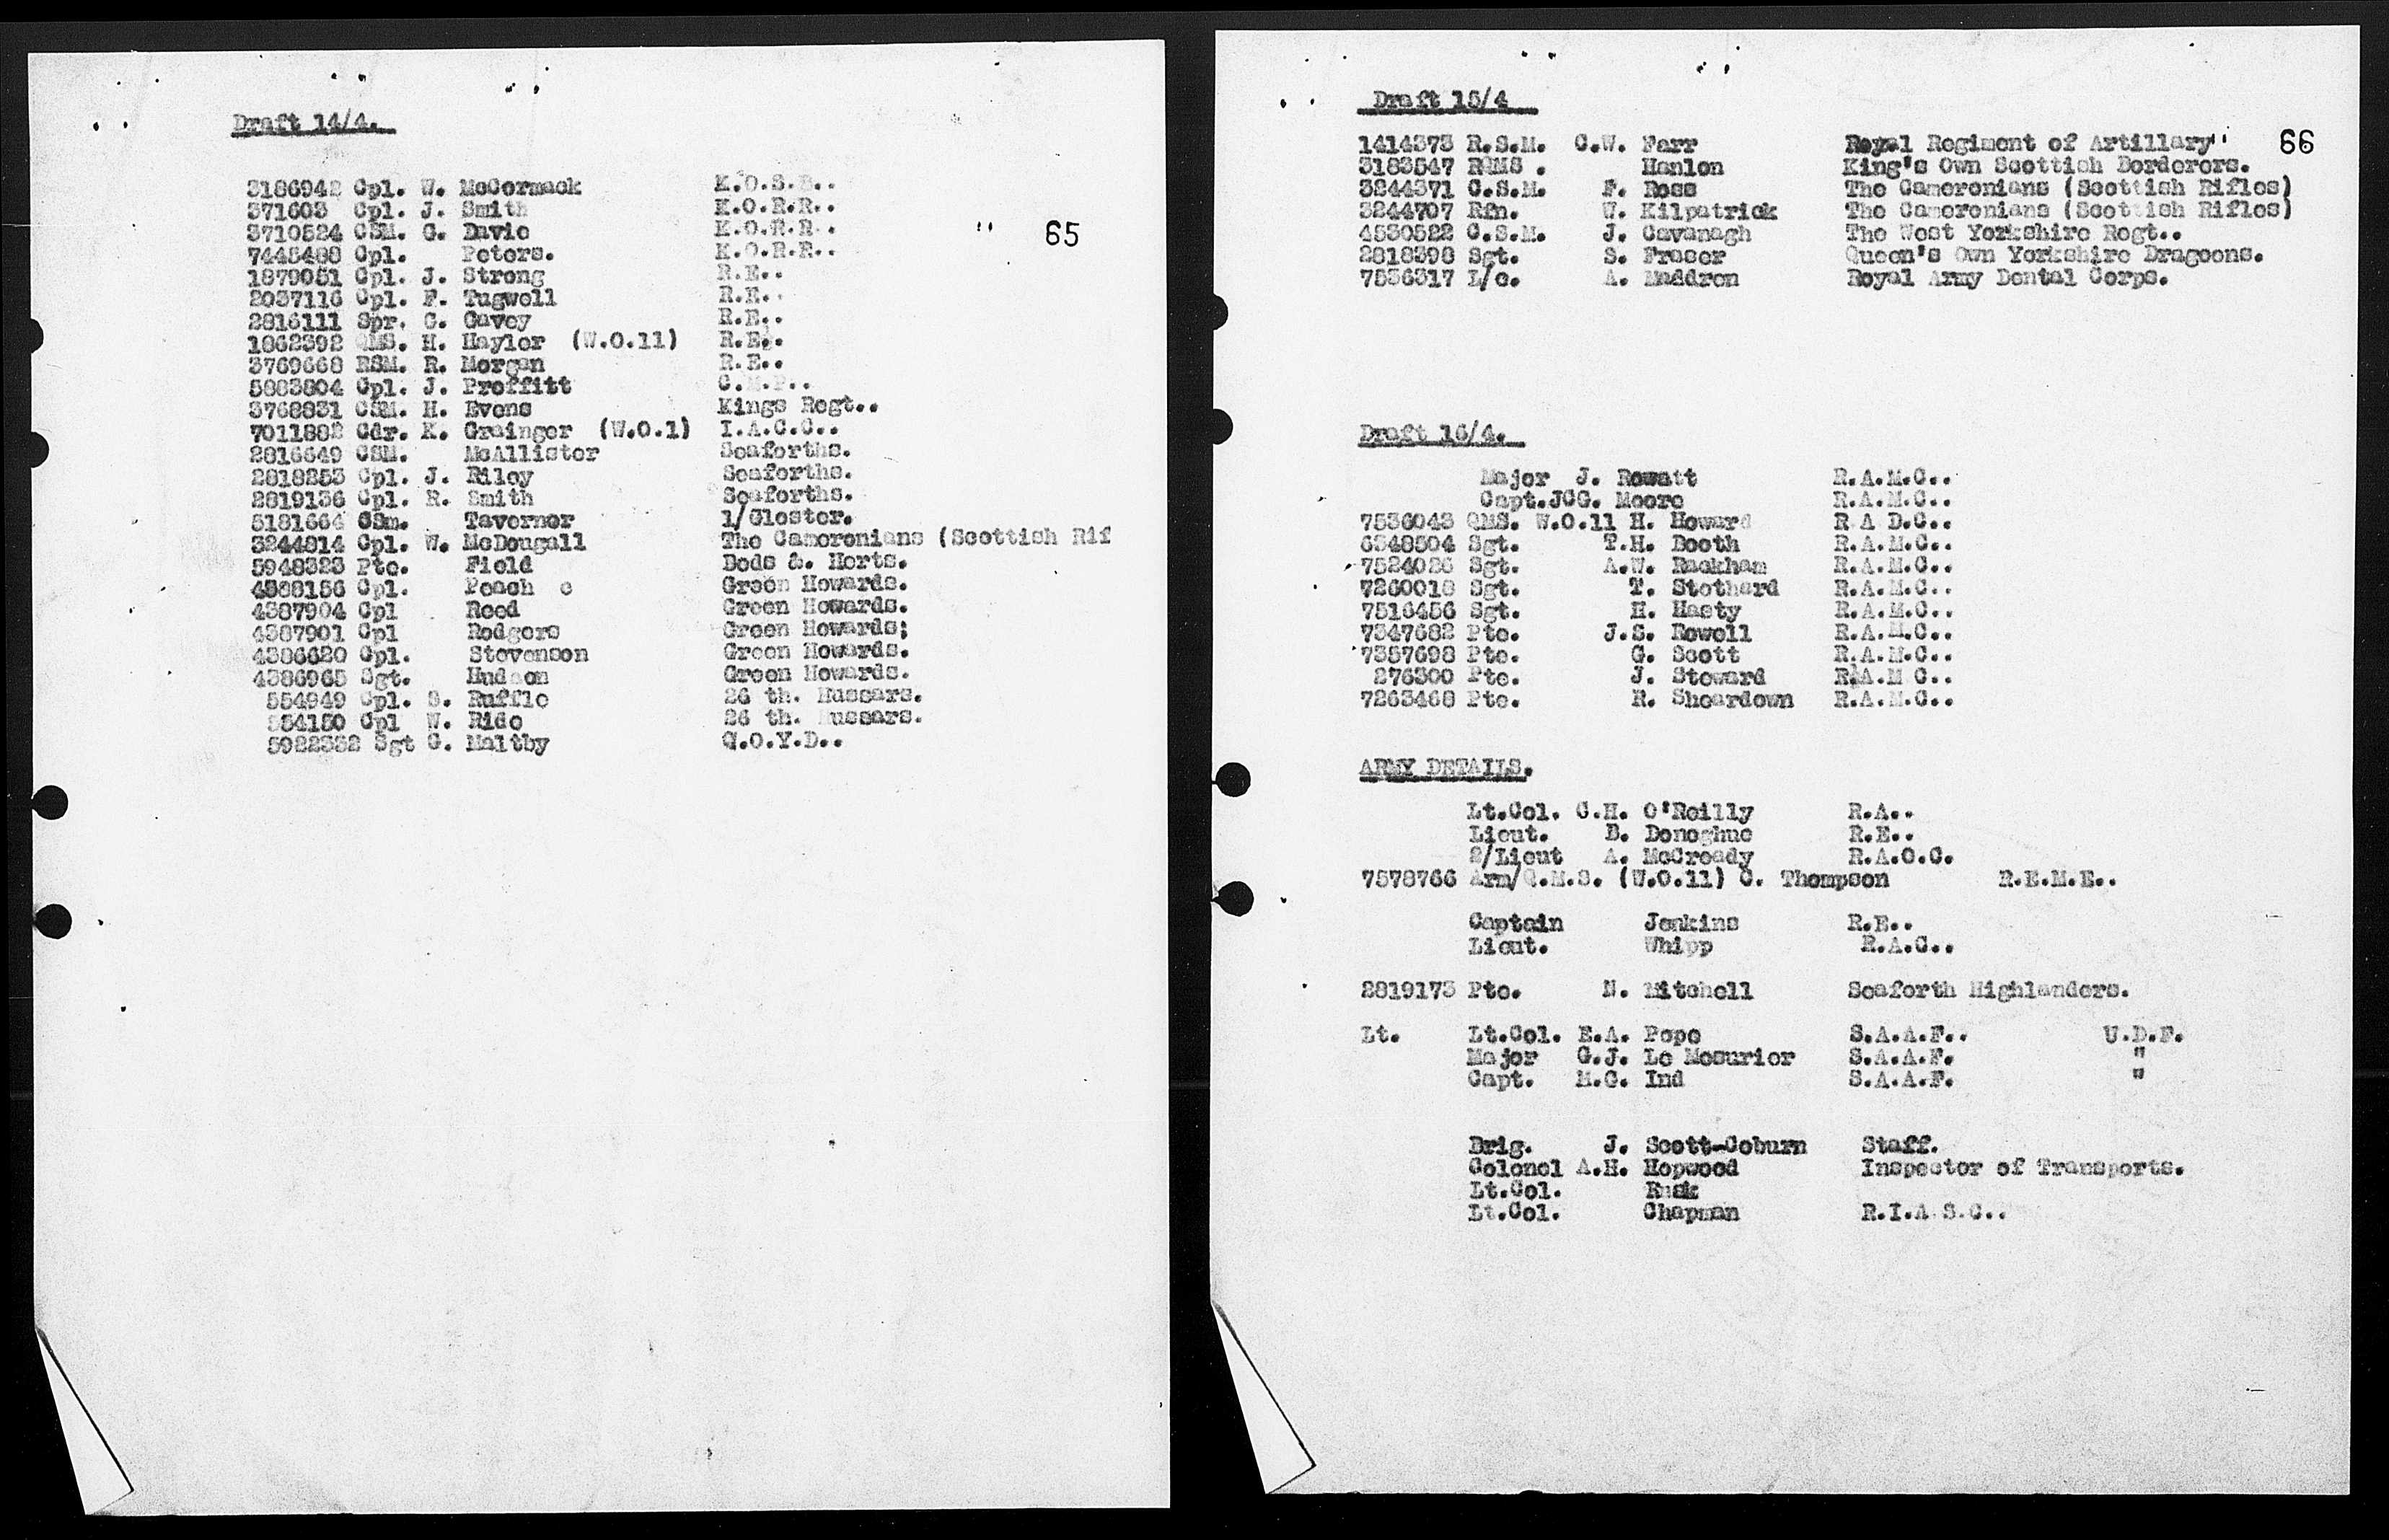 Draft 14/4.
65
3186942 Cpl. W. McCormack K.O.S.B..
371603 Cpl. J. Smith K.O.R.R..
3710524 CSM. G. Davie K.O.R.R..
7445488 Cpl. Peters. K.O.R.R..
1879051 Cpl. J. Strong R.E..
2037116 Cpl. F. Tugwell R.E..
2816111 Spr. C. Cavey R.E..
1862392 QMS. H. Hayler (W.O.11) R.E..
3769668 RSM. R. Morgan R.E..
5883804 Cpl. J. Proffitt C.M.P..
3768831 CSM. H. Evens Kings Regt..
7011882 Cdr. K. Grainger (W.O.1) I.A.C.C..
2816649 CSM. McAllister Seaforths.
2818253 Cpl. J. Riley Seaforths.
2819136 Cpl. R. Smith Seaforths.
5181664 CSm. Taverner 1/Gloster.
3244814 Cpl. W. McDougall The Cameronians (Scottish Rif
5948323 Pte. Field Beds &. Herts.
4388156 Cpl. Peach e Green Howards.
4387904 Cpl Reed Green Howards.
4387901 Cpl Rodgers Green Howards;
4386620 Cpl. Stevenson Green Howards.
4386965 Sgt. Hudson Green Howards.
554949 Cpl. S. Ruffle 26 th. Hussars.
554150 Cpl W. Ride 26 th. Hussars.
5922332 Sgt G. Maltby Q.O.Y.D..
Draft 15/4
66
1414373 R.S.M. C.W. Farr Royal Regiment of Artillary"
3183547 RQMS . Hanlon King's Own Scottish Borderers.
3244371 C.S.M. F. Ross The Cameronians (Scottish Rifles)
3244707 Rfn. W. Kilpatrick The Cameronians (Scottish Rifles)
4530522 C.S.M. J. Cavanagh The West Yorkshire Regt..
2818398 Sgt. S. Fraser Queen's Own Yorkshire Dragoons.
7536317 L/c. A. Maddren Royal Army Dental Corps.
Draft 16/4.
Major J. Rowatt R.A.M.C..
Capt.JCG. Moore R.A.M.C..
7536043 QMS. W.O.11 H. Howard R A D.C..
6348504 Sgt. T.H. Booth R.A.M.C..
7524026 Sgt. A.W. Rackham R.A.M.C..
7260018 Sgt. T. Stothard R.A.M.C..
7516456 Sgt. H. Hasty R.A.M.C..
7347682 Pte. J.S. Rowell R.A.M.C..
7357698 Pte. G. Scott R.A.M.C..
276300 Pte. J. Steward R.A.M C..
7263468 Pte. R. Sheardown R.A.M.C..
ARMY DETAILS.
Lt.Col. C.H. O'Reilly R.A..
Lieut. B. Donoghue R.E..
2/Lieut A. McCready R.A.O.C.
7578766 Arm/Q.M.S. (W.O.11) C. Thompson R.E.M.E..
Captain Jenkins R.E..
Lieut. Whipp R.A.C..
2819173 Pte. N. Mitchell Seaforth Highlanders.
Lt. Lt.Col. E.A. Pope S.A.A.F.. U.D.F.
Major G.J. Le Mesurier S.A.A.F. "
Capt. M.G. Ind S.A.A.F. "
Brig. J. Scott-Coburn Staff.
Colonel A.H. Hopwood Inspector of Transports.
Lt.Col. Rusk
Lt.Col. Chapman R.I.A.S.C..